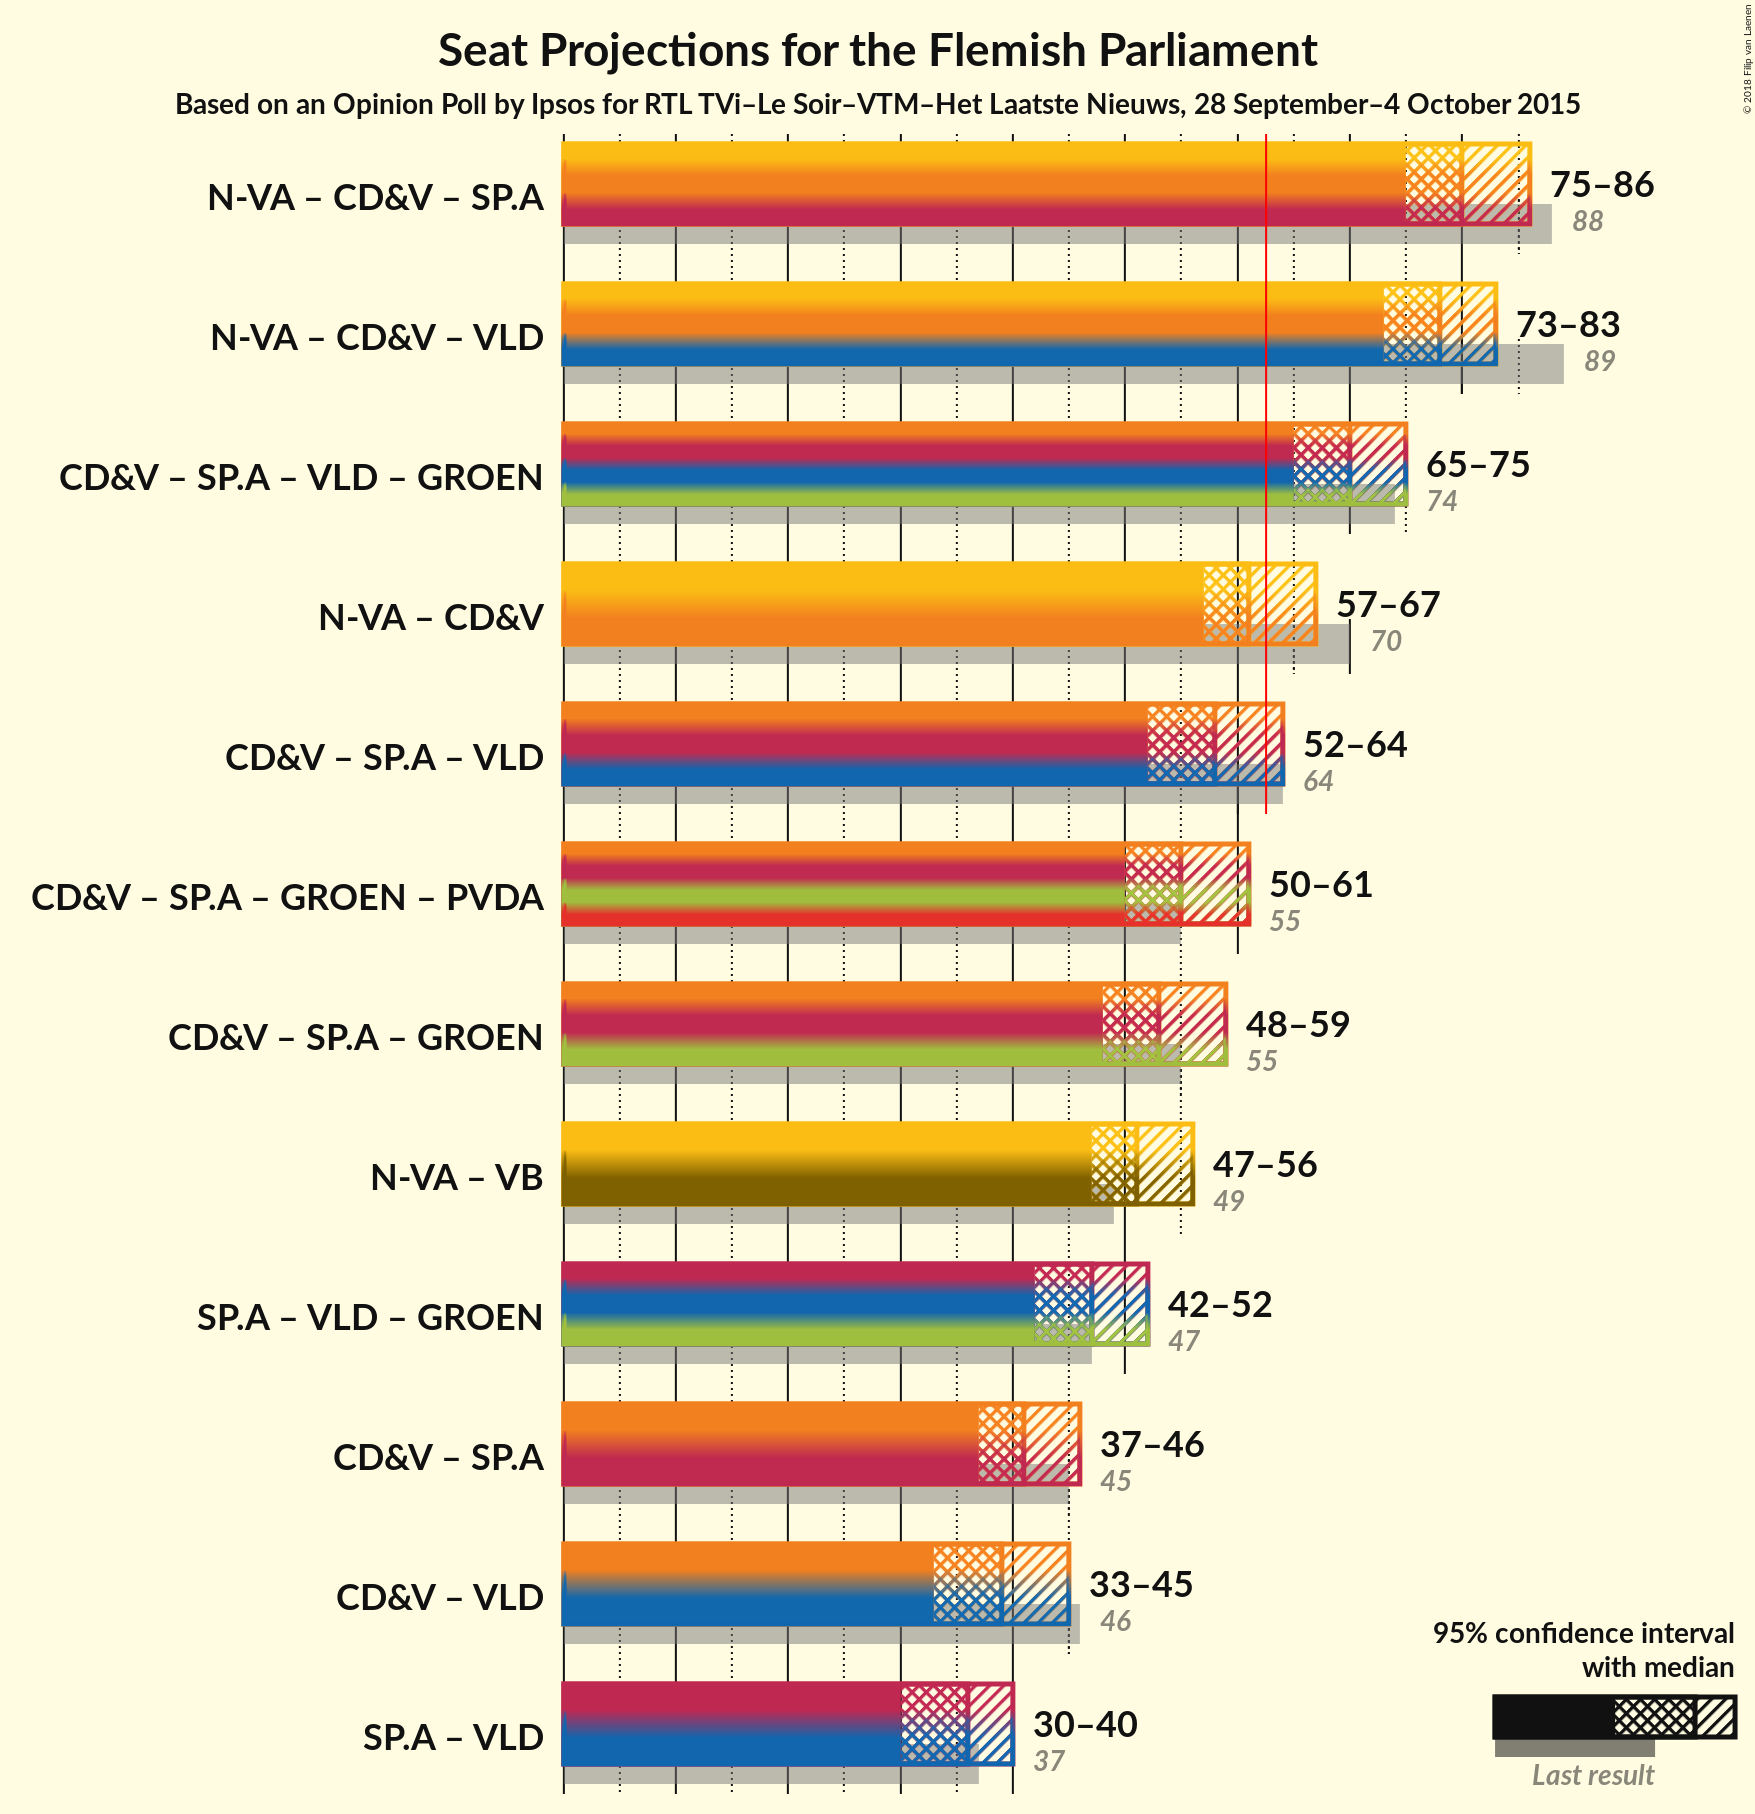 Seat Projections for the Flemish Parliament
Based on an Opinion Poll by Ipsos for RTL TVi–Le Soir–VTM–Het Laatste Nieuws, 28 September–4 October 2015
© 2018 Filip van Laenen
N-VA – CD&V – SP.A
75–86
88
N-VA – CD&V – VLD
73–83
89
CD&V – SP.A – VLD – GROEN
65–75
74
N-VA – CD&V
57–67
70
CD&V – SP.A – VLD
52–64
64
CD&V – SP.A – GROEN – PVDA
50–61
55
CD&V – SP.A – GROEN
48–59
55
N-VA – VB
47–56
49
SP.A – VLD – GROEN
42–52
47
CD&V – SP.A
37–46
45
CD&V – VLD
33–45
46
SP.A – VLD
30–40
37
95% confidence interval
with median
Last result